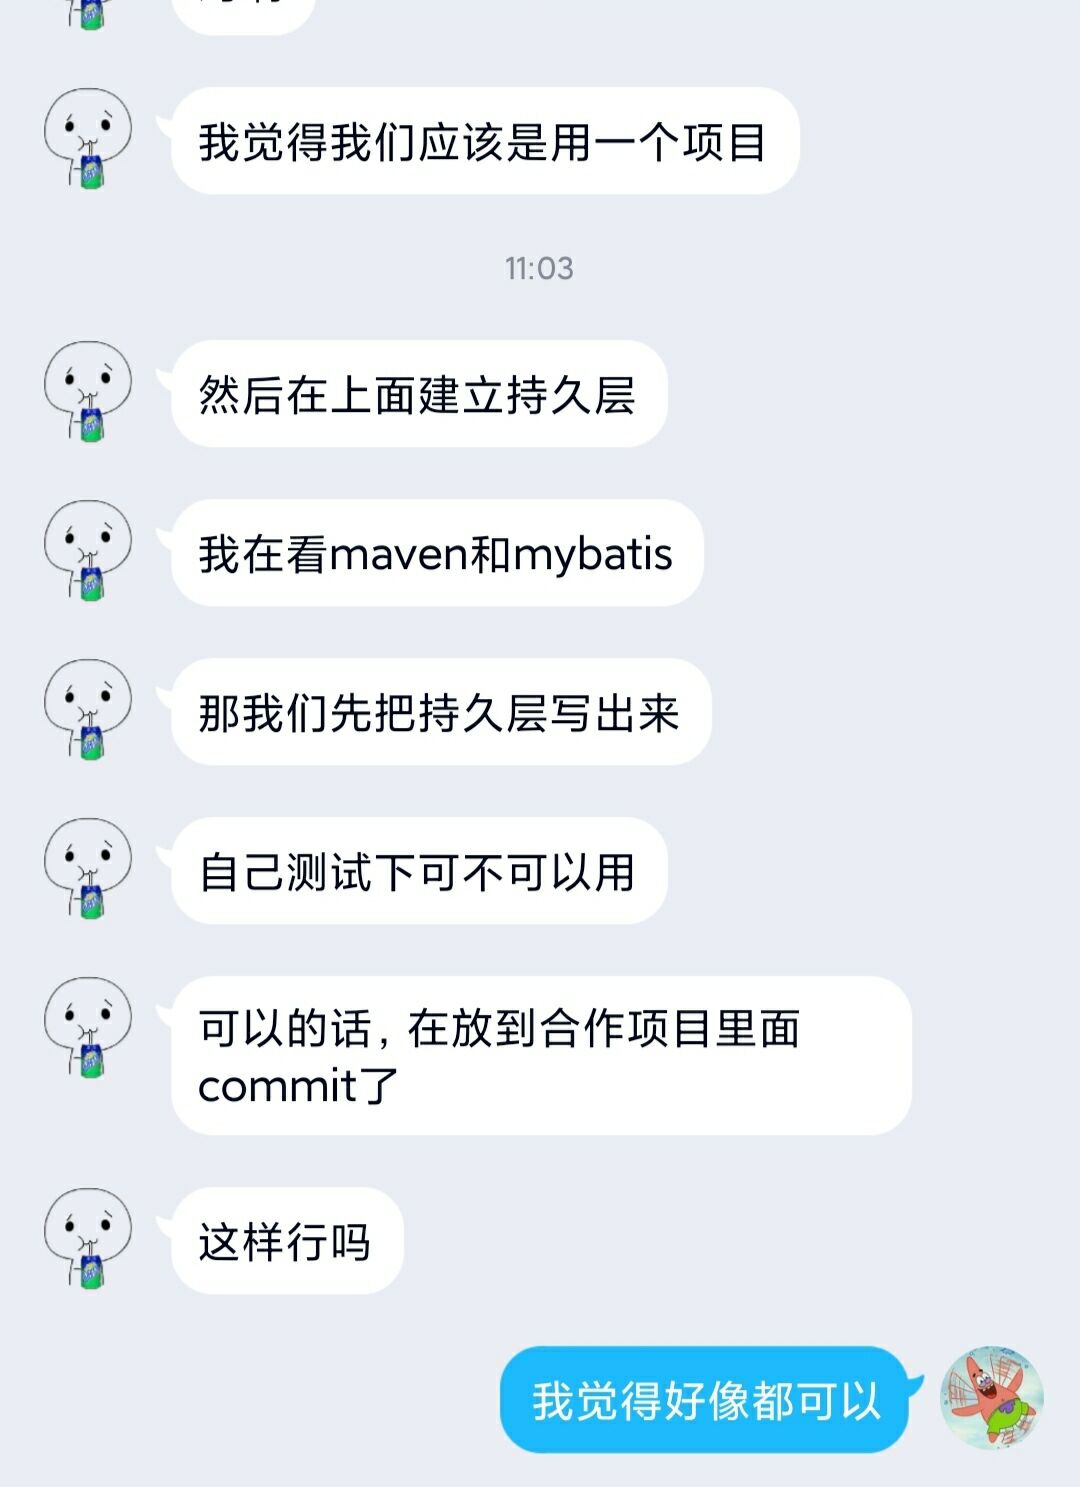 我觉得我们应该是用一个项目
11:03
然后在上面建立持久层
我在看maven和mybatis
那我们先把持久层写出来
自己测试下可不可以用
可以的话，在放到合作项目里面
commit了
这样行吗
我觉得好像都可以